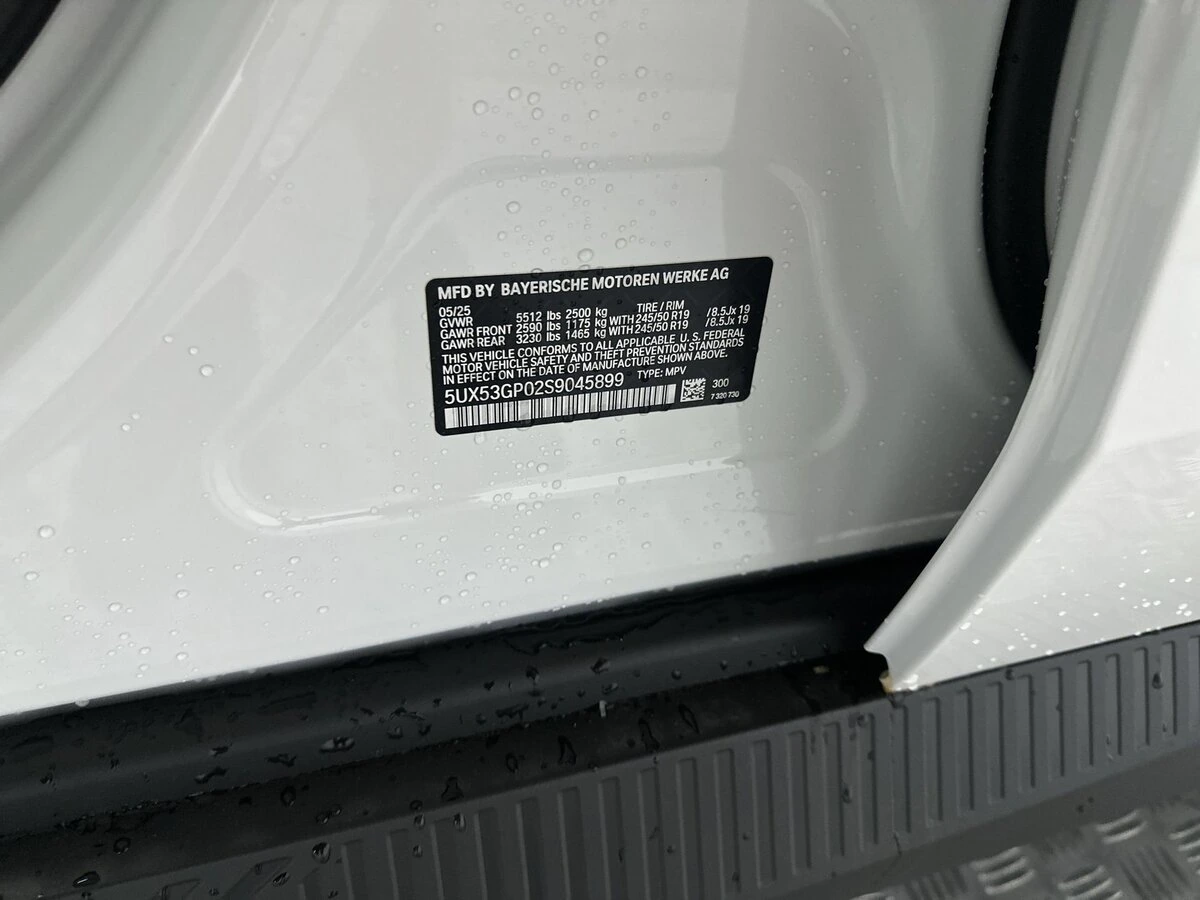 MFD BY BAYERISCHE MOTOREN WERKE AG
05/25 TIRE / RIM
GVWR 5512 lbs 2500 kg
GAWR FRONT 2590 lbs 1175 kg WITH 245/50 R19 /8.5Jx 19
GAWR REAR 3230 lbs 1465 kg WITH 245/50 R19 /8.5Jx 19
THIS VEHICLE CONFORMS TO ALL APPLICABLE U. S. FEDERAL
MOTOR VEHICLE SAFETY AND THEFT PREVENTION STANDARDS
IN EFFECT ON THE DATE OF MANUFACTURE SHOWN ABOVE.
5UX53GP02S9045899 TYPE: MPV
300
7 320 730